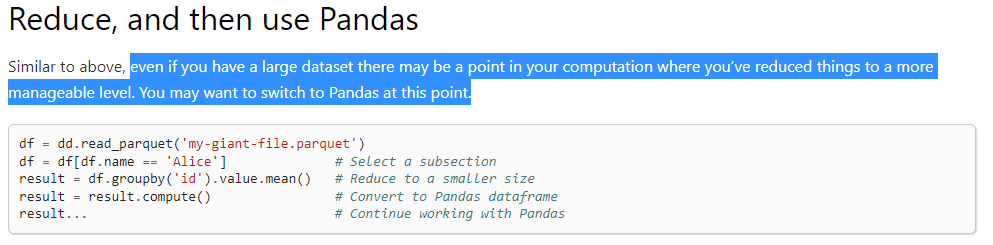 Reduce, and then use Pandas
Similar to above, even if you have a large dataset there may be a point in your computation where you’ve reduced things to a more
manageable level. You may want to switch to Pandas at this point.
df = dd.read_parquet('my-giant-file.parquet')
df = df[df.name == 'Alice']              # Select a subsection
result = df.groupby('id').value.mean()   # Reduce to a smaller size
result = result.compute()                # Convert to Pandas dataframe
result...                                # Continue working with Pandas